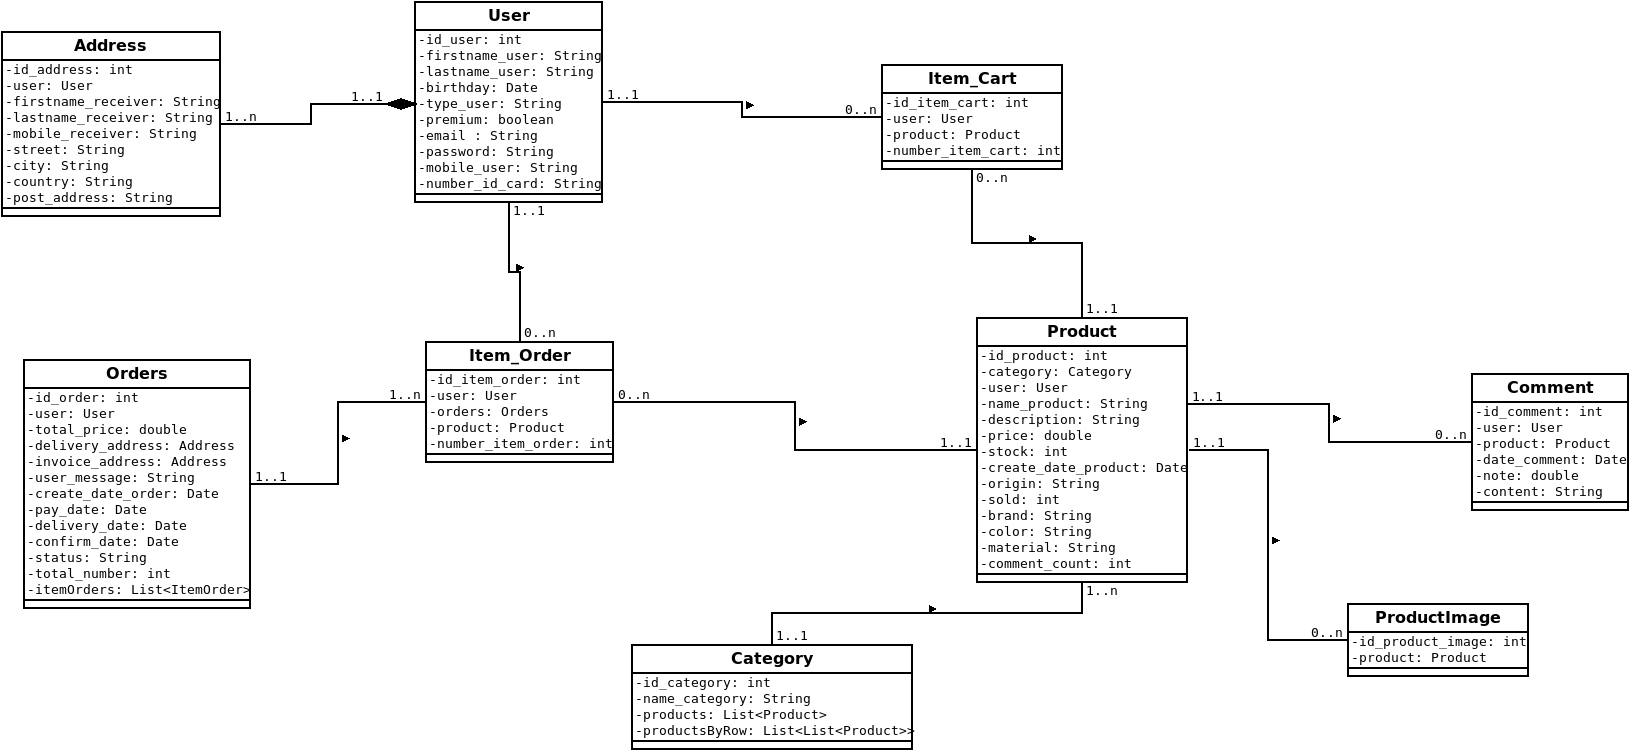 User
-id_user: int
-firstname_user: String
-lastname_user: String
-birthday: Date
-type_user: String
-premium: boolean
-email : String
-password: String
-mobile_user: String
-number_id_card: String
Address
-id_address: int
-user: User
-firstname_receiver: String
-lastname_receiver: String
-mobile_receiver: String
-street: String
-city: String
-country: String
-post_address: String
1..n
1..1
1..1
0..n
Item_Cart
-id_item_cart: int
-user: User
-product: Product
-number_item_cart: int
0..n
1..1
1..1
0..n
Item_Order
-id_item_order: int
-user: User
-orders: Orders
-product: Product
-number_item_order: int
Orders
-id_order: int
-user: User
-total_price: double
-delivery_address: Address
-invoice_address: Address
-user_message: String
-create_date_order: Date
-pay_date: Date
-delivery_date: Date
-confirm_date: Date
-status: String
-total_number: int
-itemOrders: List<ItemOrder>
1..1
1..n
0..n
1..1
Product
-id_product: int
-category: Category
-user: User
-name_product: String
-description: String
-price: double
-stock: int
-create_date_product: Date
-origin: String
-sold: int
-brand: String
-color: String
-material: String
-comment_count: int
1..1
0..n
Comment
-id_comment: int
-user: User
-product: Product
-date_comment: Date
-note: double
-content: String
1..1
0..n
ProductImage
-id_product_image: int
-product: Product
1..n
1..1
Category
-id_category: int
-name_category: String
-products: List<Product>
-productsByRow: List<List<Product>>